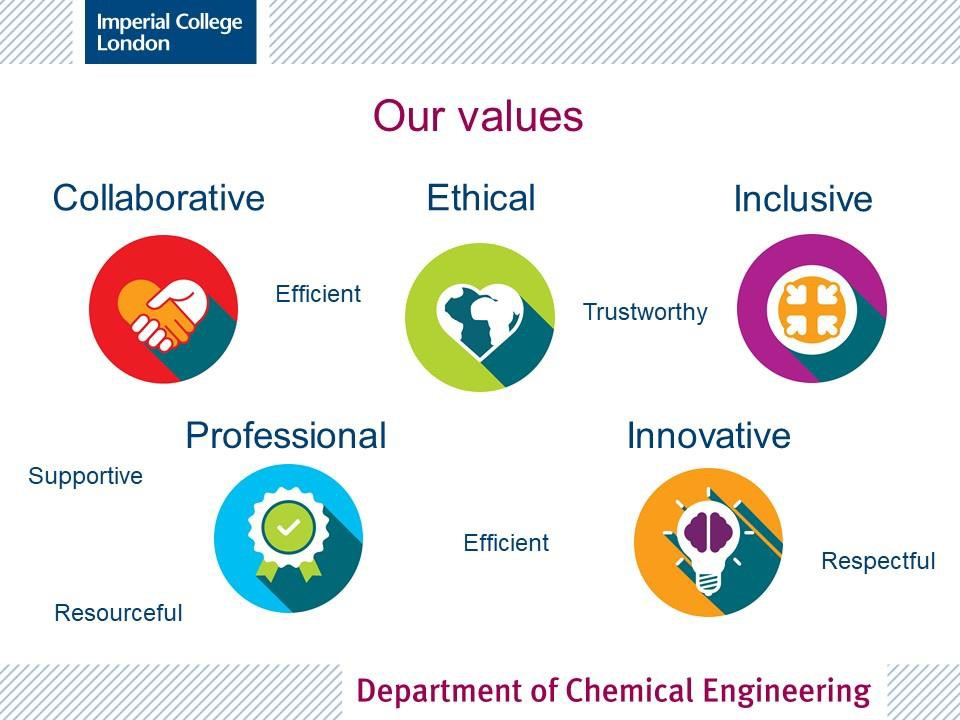 Imperial College
London
Our values
Collaborative
Ethical
Inclusive
Efficient
Trustworthy
Professional
Innovative
Supportive
Efficient
Respectful
Resourceful
Department of Chemical Engineering